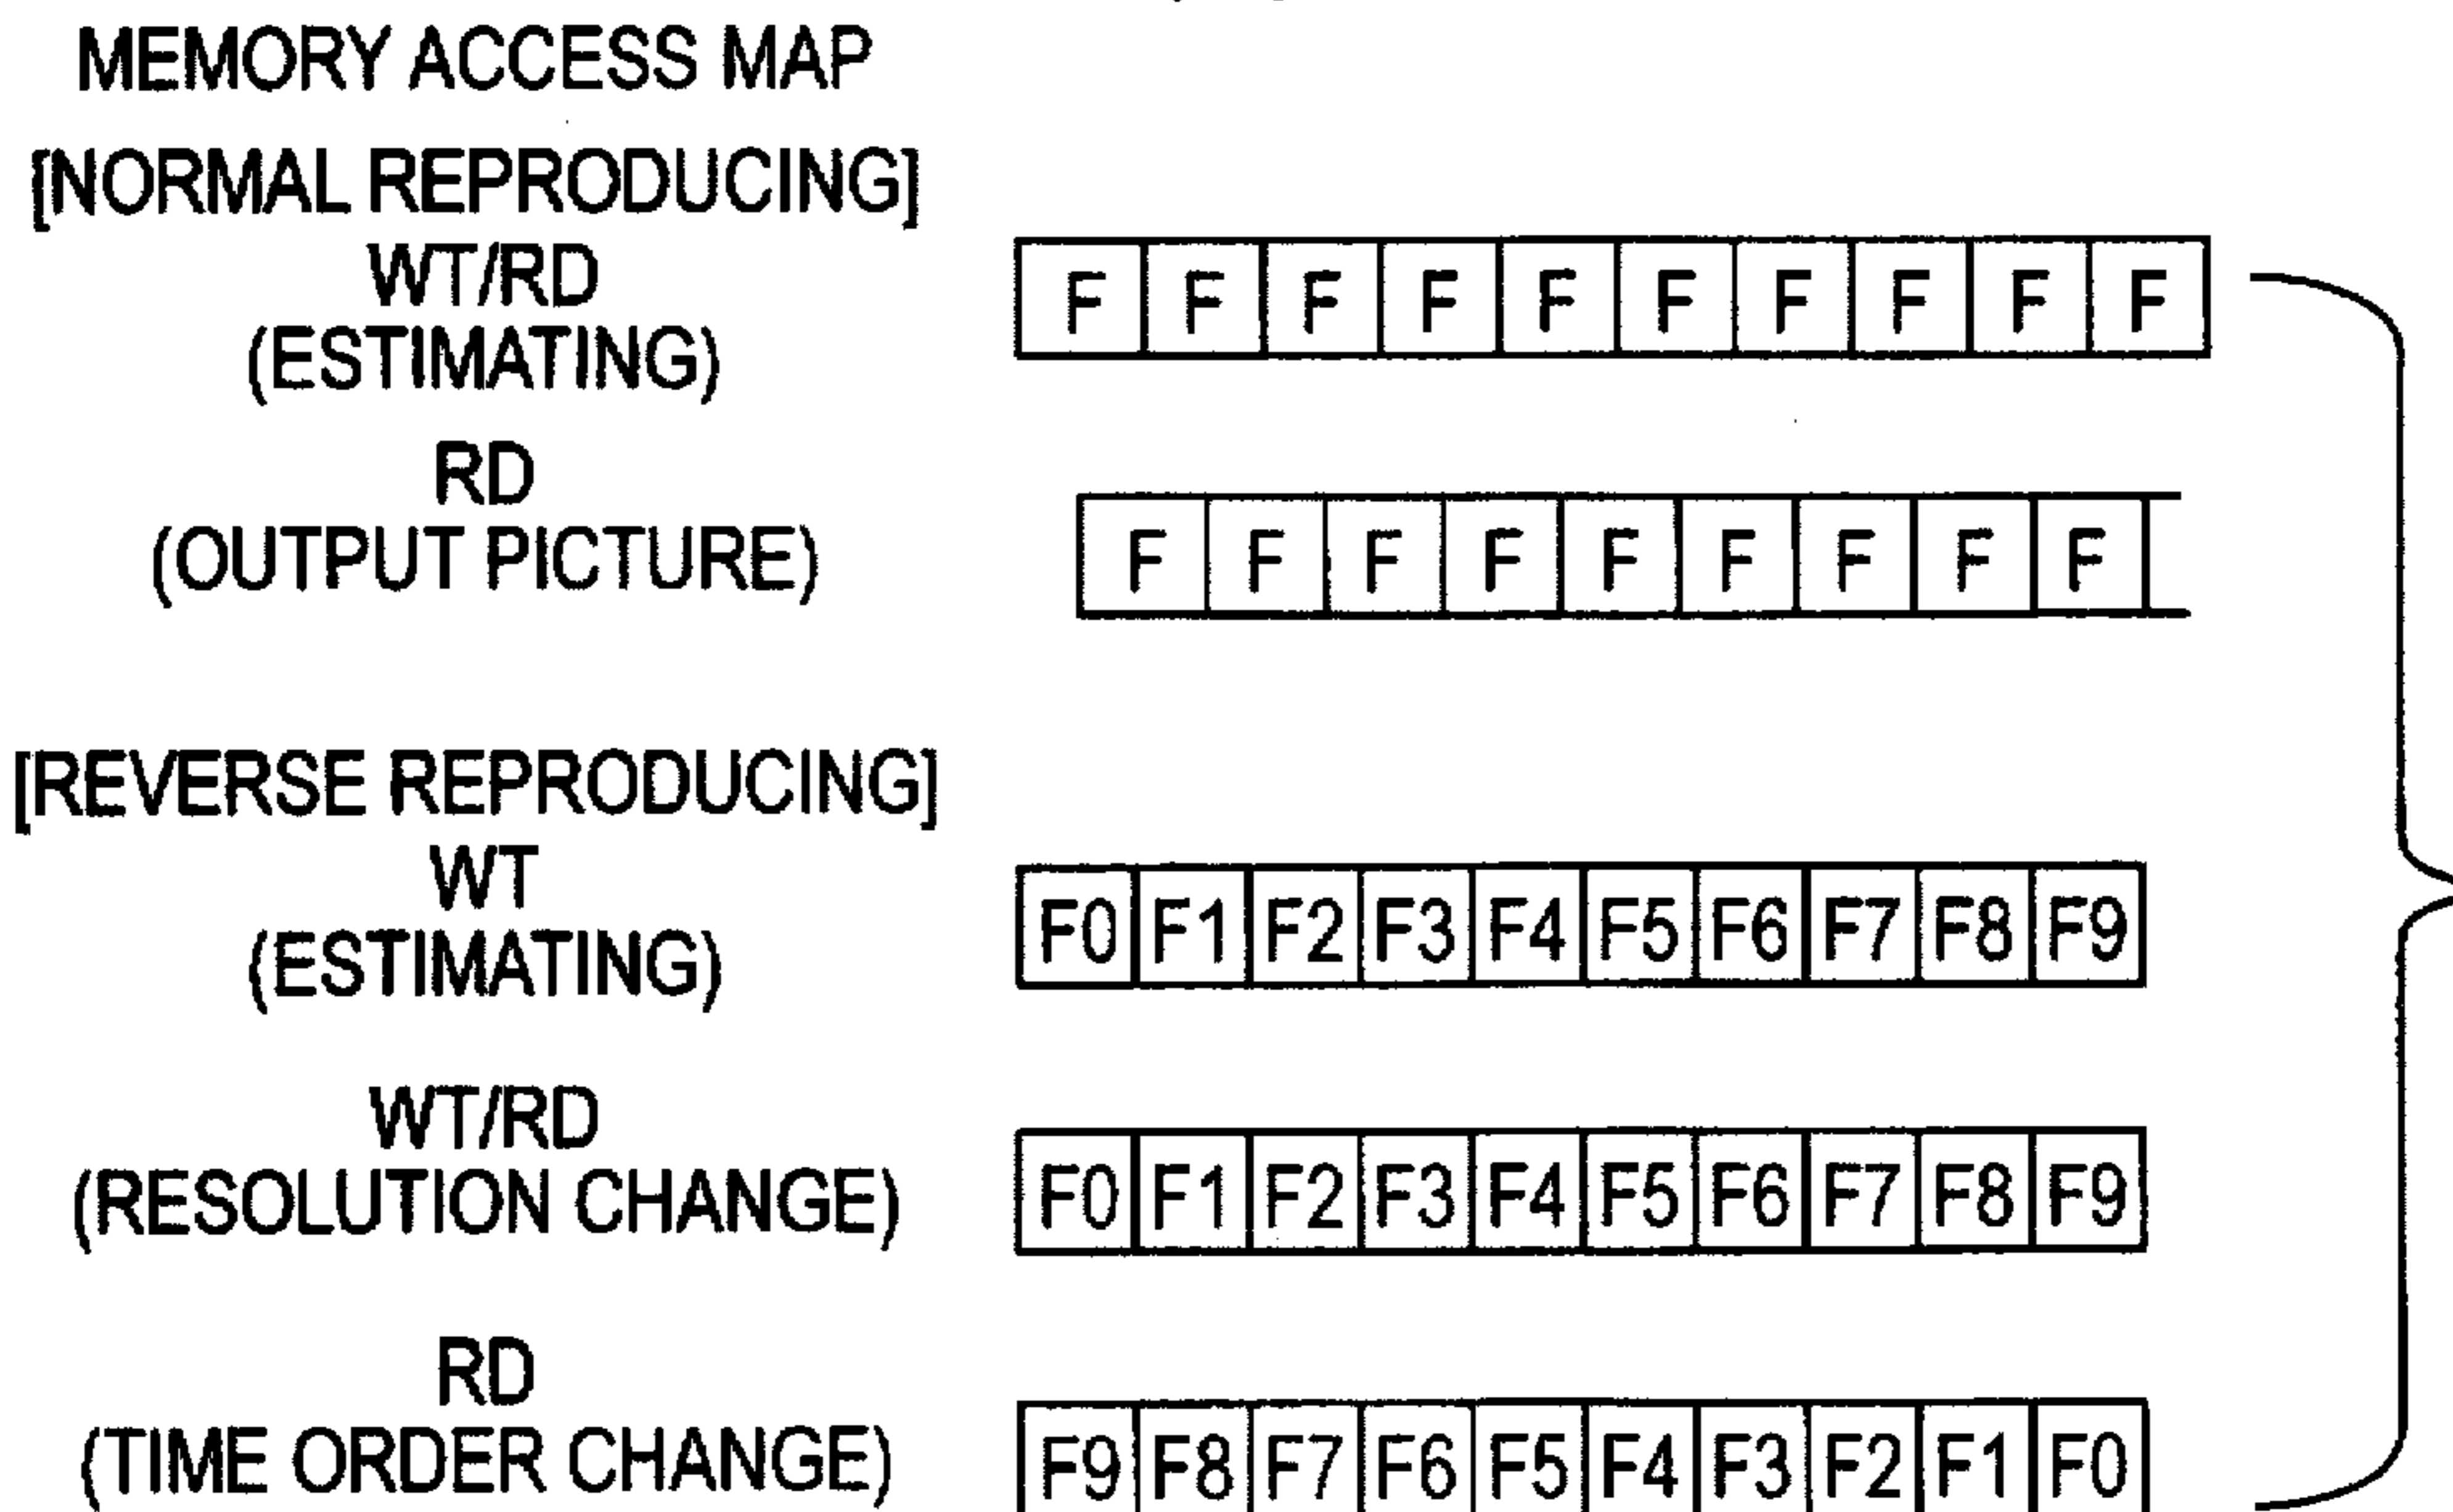 MEMORY ACCESS MAP
[NORMAL REPRODUCING]
WT/RD
(ESTIMATING)
F F F F F F F F F F
RD
(OUTPUT PICTURE)
F F F F F F F F F
[REVERSE REPRODUCING]
WT
(ESTIMATING)
F0 F1 F2 F3 F4 F5 F6 F7 F8 F9
WT/RD
(RESOLUTION CHANGE)
F0 F1 F2 F3 F4 F5 F6 F7 F8 F9
RD
(TIME ORDER CHANGE)
F9 F8 F7 F6 F5 F4 F3 F2 F1 F0